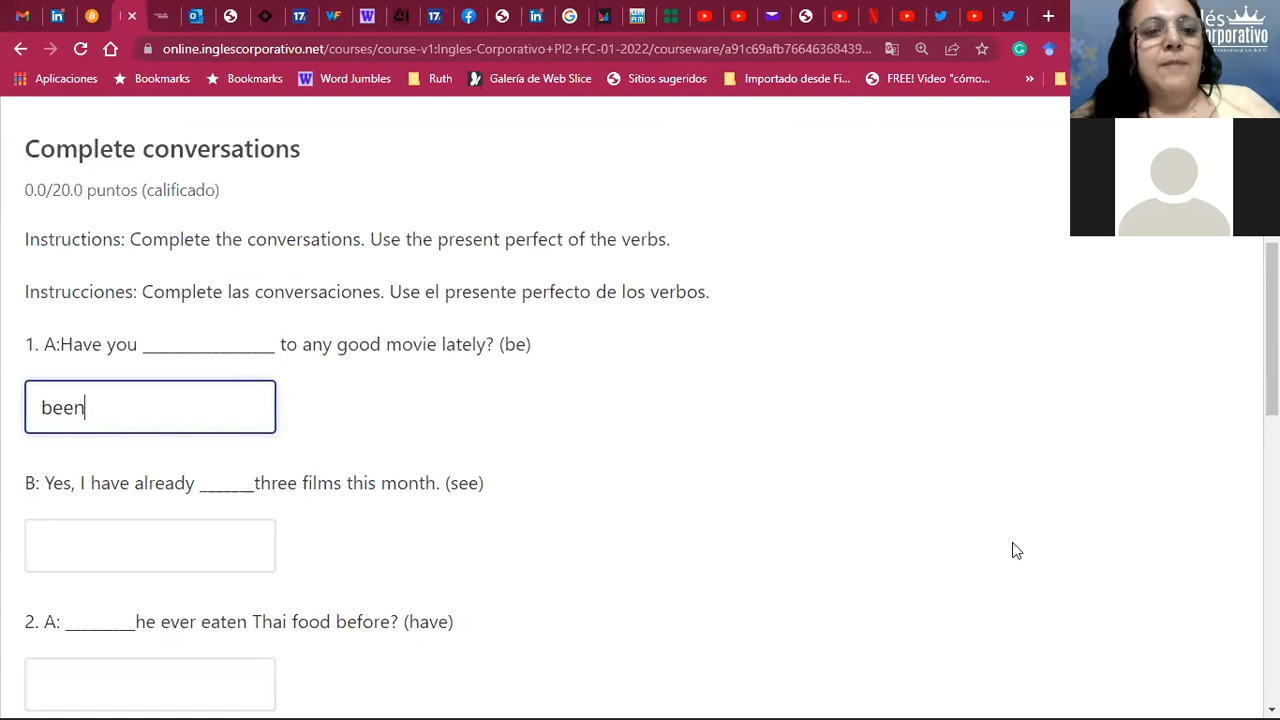 online.inglescorporativo.net/courses/course-v1:Ingles-Corporativo+PI2+FC-01-2022/courseware/a91c69afb76646368439...
Aplicaciones Bookmarks Bookmarks Word Jumbles Ruth Galería de Web Slice Sitios sugeridos Importado desde Fi... FREE! Video "cómo... »
Complete conversations
0.0/20.0 puntos (calificado)
Instructions: Complete the conversations. Use the present perfect of the verbs.
Instrucciones: Complete las conversaciones. Use el presente perfecto de los verbos.
1. A:Have you ________________ to any good movie lately? (be)
been
B: Yes, I have already _______three films this month. (see)
2. A: _________he ever eaten Thai food before? (have)